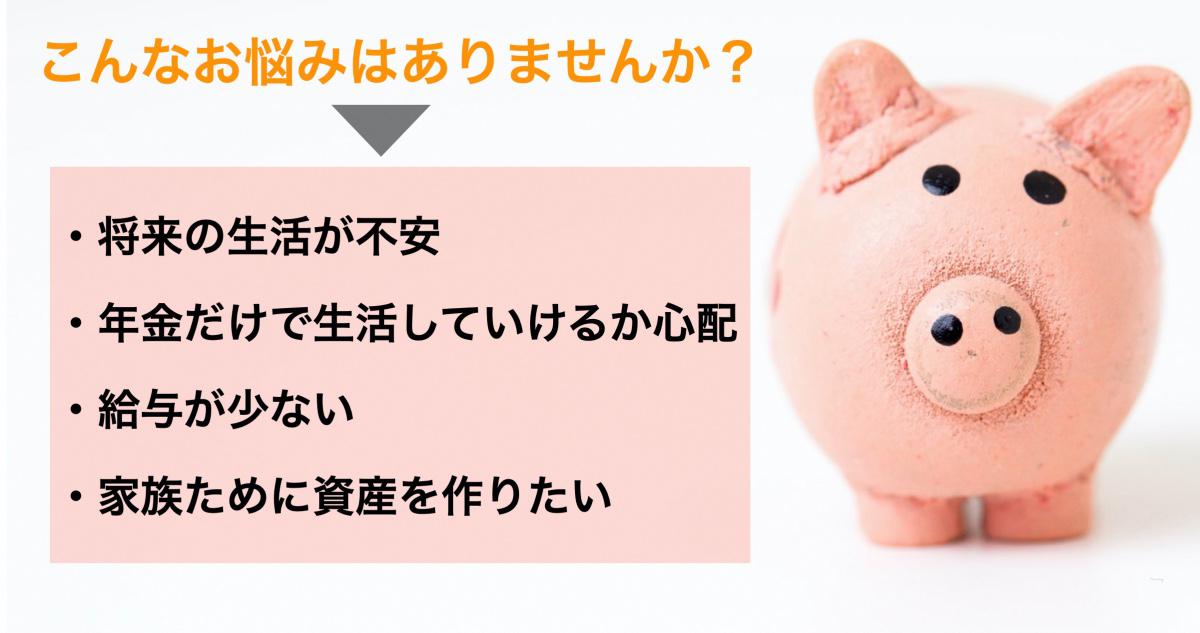 こんなお悩みはありませんか？
・将来の生活が不安
・年金だけで生活していけるか心配
・給与が少ない
・家族ために資産を作りたい